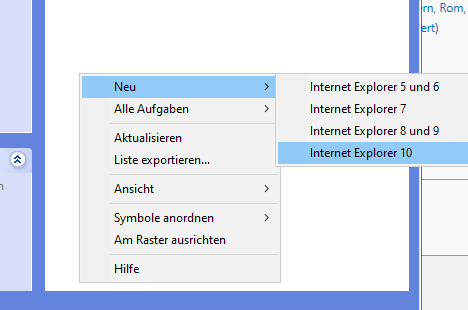 ern, Rom,
ert)
Neu
Alle Aufgaben
Aktualisieren
Liste exportieren...
Ansicht
Symbole anordnen
Am Raster ausrichten
Hilfe
Internet Explorer 5 und 6
Internet Explorer 7
Internet Explorer 8 und 9
Internet Explorer 10